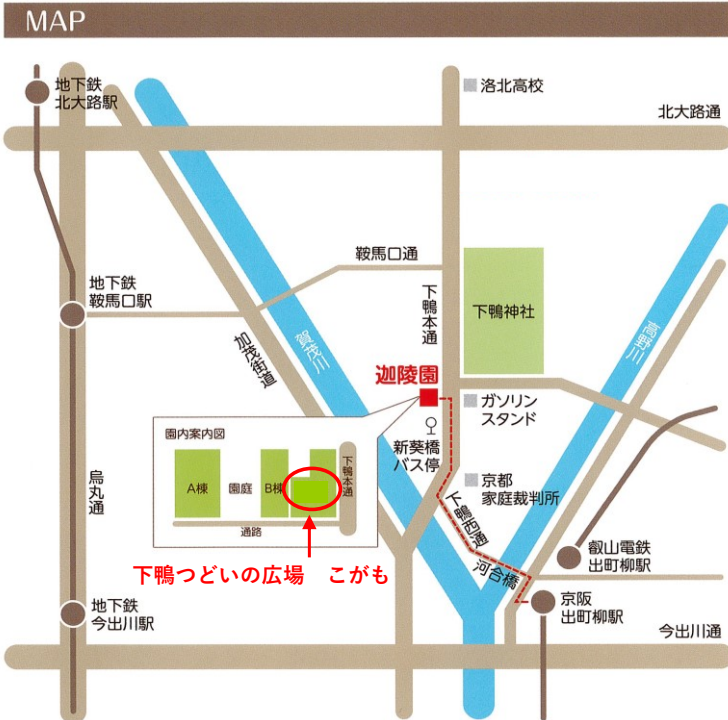 MAP
地下鉄
北大路駅
洛北高校
北大路通
鞍馬口通
地下鉄
鞍馬口駅
下鴨本通
下鴨神社
加茂街道
賀茂川
高野川
迦陵園
ガソリン
スタンド
園内案内図
新葵橋
バス停
A棟
園庭
B棟
下鴨本通
通路
京都
家庭裁判所
烏丸通
下鴨西通
叡山電鉄
出町柳駅
下鴨つどいの広場 こがも
河合橋
地下鉄
今出川駅
京阪
出町柳駅
今出川通